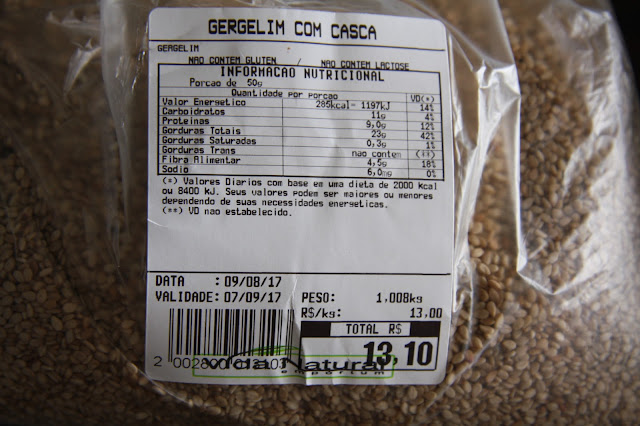 GERGELIM COM CASCA
GERGELIM
NAO CONTEM GLUTEN / NAO CONTEM LACTOSE
INFORMACAO NUTRICIONAL
Porcao de 50g
Quantidade por porcao VD(*)
Valor Energetico 285kcal= 1197kJ 14%
Carboidratos 11g 4%
Proteinas 9,0g 12%
Gorduras Totais 23g 42%
Gorduras Saturadas 0,3g 1%
Gorduras Trans nao contem (**)
Fibra Alimentar 4,5g 18%
Sodio 6,0mg 0%
(*) Valores Diarios com base em uma dieta de 2000 kcal
ou 8400 kJ. Seus valores podem ser maiores ou menores
dependendo de suas necessidades energeticas.
(**) VD nao estabelecido.
DATA : 09/08/17
VALIDADE: 07/09/17 PESO: 1,008kg
R$/kg: 13,00
TOTAL R$
13,10
Natural
emporium